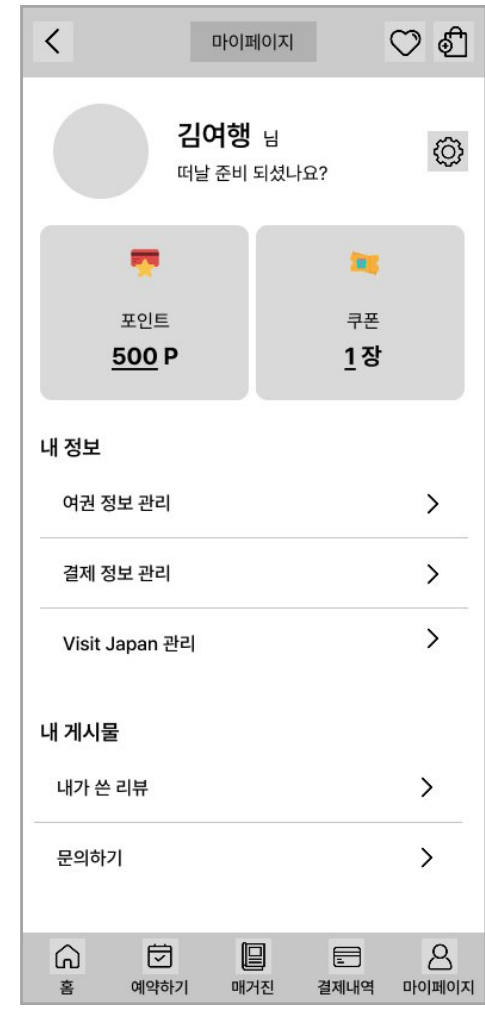 마이페이지
김여행 님
떠날 준비 되셨나요?
포인트
500 P
쿠폰
1 장
내 정보
여권 정보 관리
결제 정보 관리
Visit Japan 관리
내 게시물
내가 쓴 리뷰
문의하기
홈 예약하기 매거진 결제내역 마이페이지